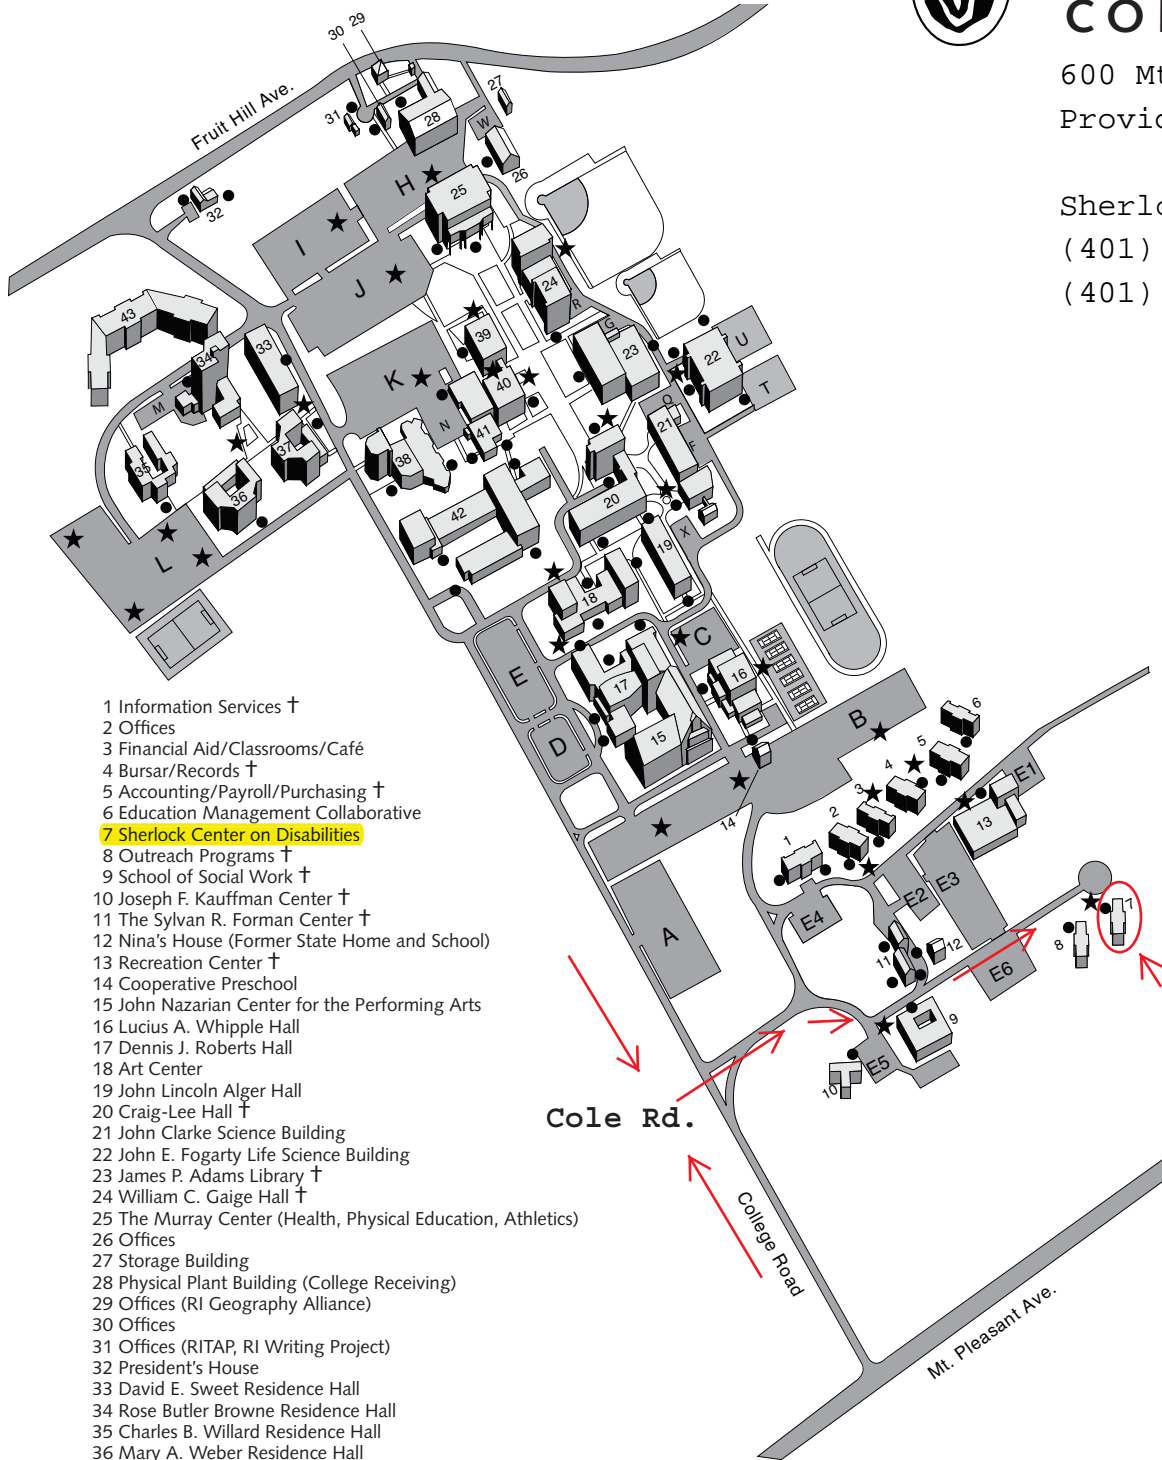 CO
600 Mt
Provid
Sherlo
(401)
(401)
Fruit Hill Ave.
30 29
31
28
27
W
26
32
H
25
I
J
24
R
G
43
34
33
39
23
22
U
T
K
40
M
N
41
Q
21
F
35
37
38
36
42
20
19
X
L
18
C
E
17
16
D
15
B
6
5
4
3
E1
14
2
13
1
E2
E3
E4
A
7
8
12
11
E6
9
E5
10
Cole Rd.
College Road
Mt. Pleasant Ave.
1 Information Services †
2 Offices
3 Financial Aid/Classrooms/Café
4 Bursar/Records †
5 Accounting/Payroll/Purchasing †
6 Education Management Collaborative
7 Sherlock Center on Disabilities
8 Outreach Programs †
9 School of Social Work †
10 Joseph F. Kauffman Center †
11 The Sylvan R. Forman Center †
12 Nina's House (Former State Home and School)
13 Recreation Center †
14 Cooperative Preschool
15 John Nazarian Center for the Performing Arts
16 Lucius A. Whipple Hall
17 Dennis J. Roberts Hall
18 Art Center
19 John Lincoln Alger Hall
20 Craig-Lee Hall †
21 John Clarke Science Building
22 John E. Fogarty Life Science Building
23 James P. Adams Library †
24 William C. Gaige Hall †
25 The Murray Center (Health, Physical Education, Athletics)
26 Offices
27 Storage Building
28 Physical Plant Building (College Receiving)
29 Offices (RI Geography Alliance)
30 Offices
31 Offices (RITAP, RI Writing Project)
32 President's House
33 David E. Sweet Residence Hall
34 Rose Butler Browne Residence Hall
35 Charles B. Willard Residence Hall
36 Mary A. Weber Residence Hall